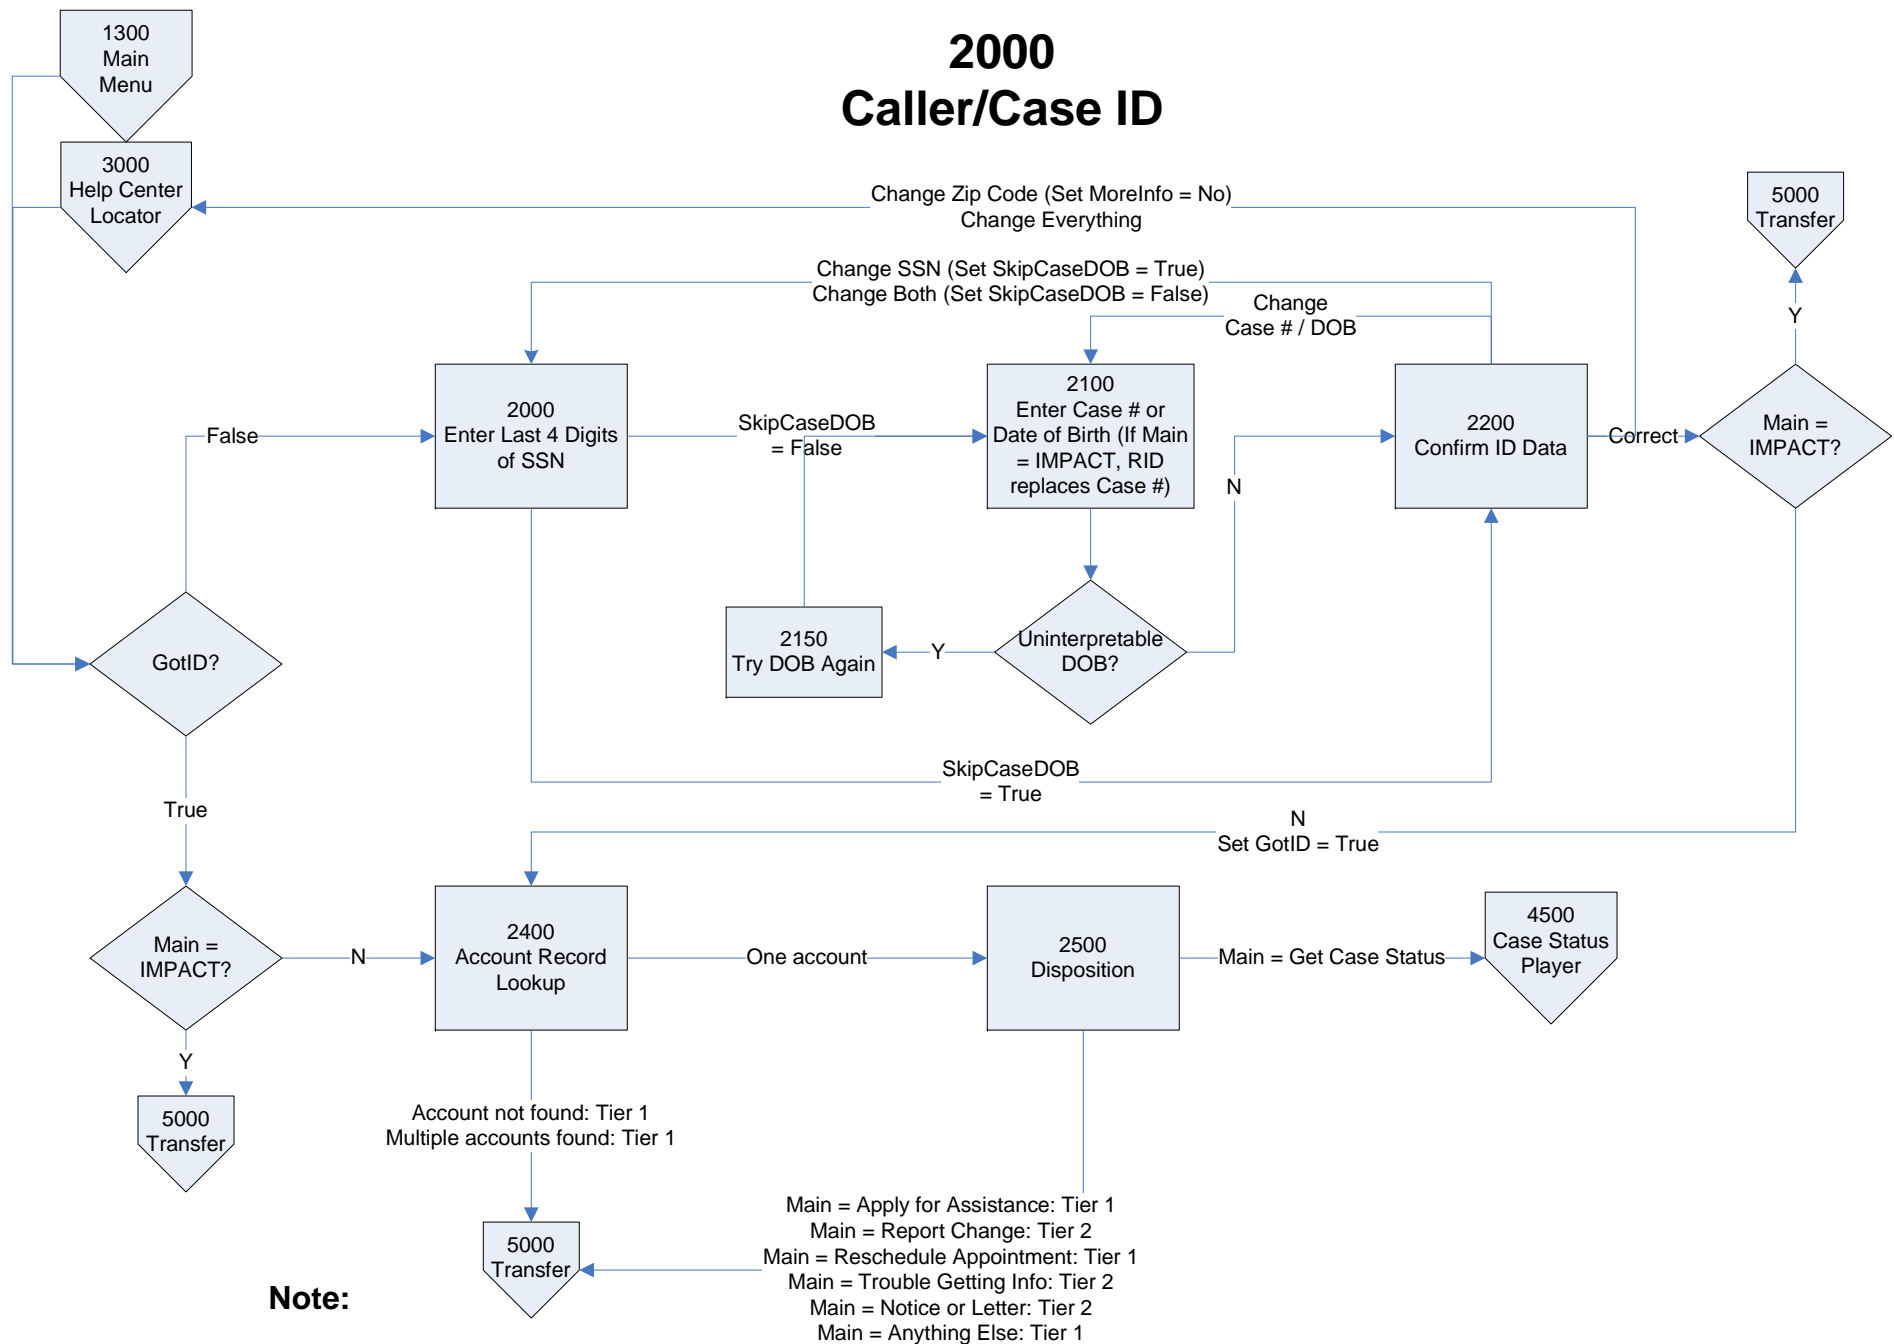 2000
Caller/Case ID
1300
Main
Menu
3000
Help Center
Locator
Change Zip Code (Set MoreInfo = No)
Change Everything
5000
Transfer
Change SSN (Set SkipCaseDOB = True)
Change Both (Set SkipCaseDOB = False)
Change
Case # / DOB
Y
False
2000
Enter Last 4 Digits
of SSN
SkipCaseDOB
= False
2100
Enter Case # or
Date of Birth (If Main
= IMPACT, RID
replaces Case #)
N
2200
Confirm ID Data
Correct
Main =
IMPACT?
GotID?
2150
Try DOB Again
Y
Uninterpretable
DOB?
SkipCaseDOB
= True
True
N
Set GotID = True
Main =
IMPACT?
N
2400
Account Record
Lookup
One account
2500
Disposition
Main = Get Case Status
4500
Case Status
Player
Y
5000
Transfer
Account not found: Tier 1
Multiple accounts found: Tier 1
5000
Transfer
Main = Apply for Assistance: Tier 1
Main = Report Change: Tier 2
Main = Reschedule Appointment: Tier 1
Main = Trouble Getting Info: Tier 2
Main = Notice or Letter: Tier 2
Main = Anything Else: Tier 1
Note: